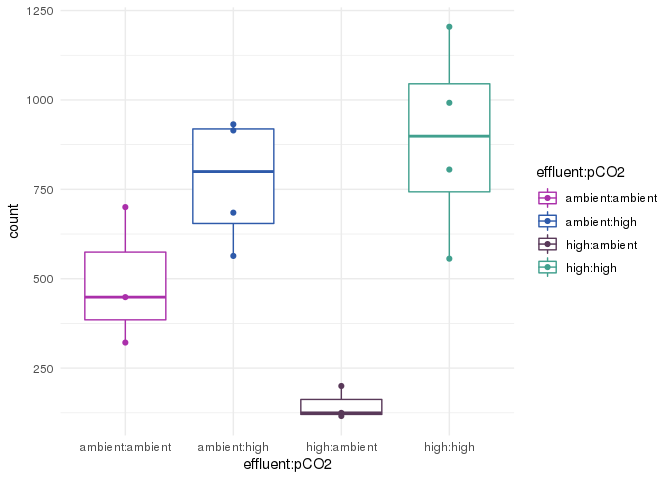 1250
1000
750
500
250
count
ambient:ambient
ambient:high
high:ambient
high:high
effluent:pCO2
effluent:pCO2
ambient:ambient
ambient:high
high:ambient
high:high